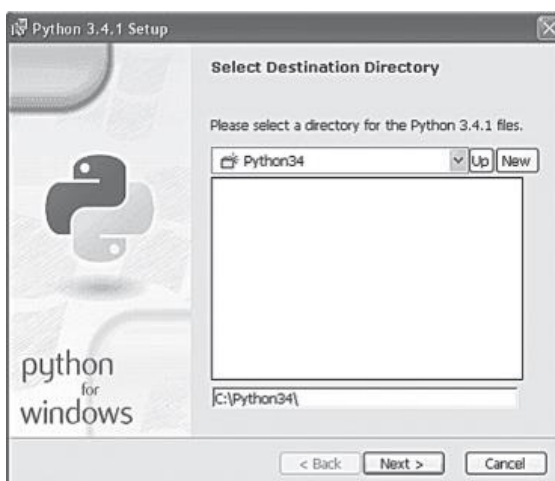 Python 3.4.1 Setup
Select Destination Directory
Please select a directory for the Python 3.4.1 files.
Python34
Up
New
C:\Python34\
python
for
windows
< Back
Next >
Cancel